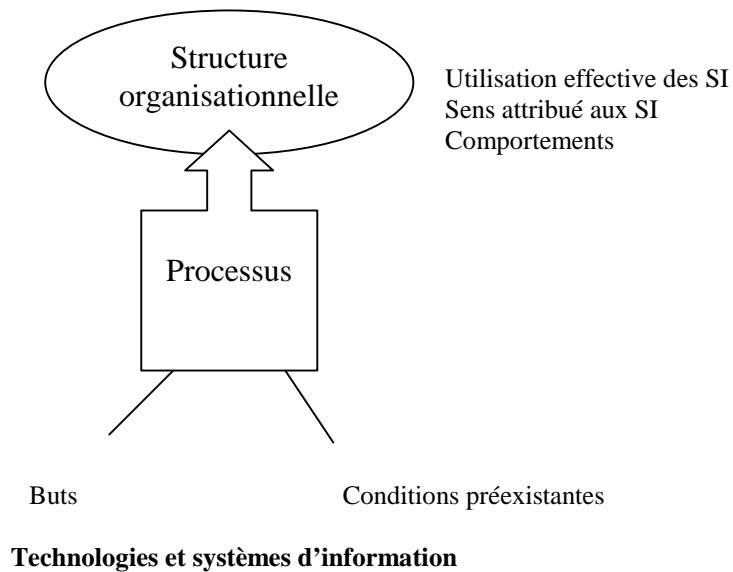 Structure
organisationnelle
Utilisation effective des SI
Sens attribué aux SI
Comportements
Processus
Buts
Conditions préexistantes
Technologies et systèmes d’information